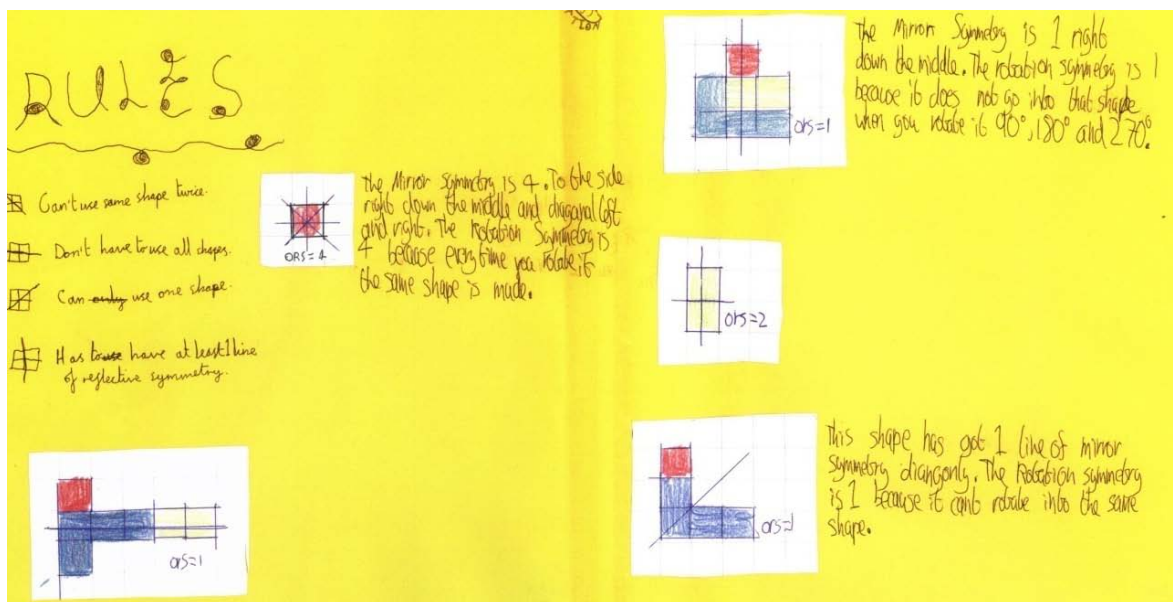 RULES
Can't use same shape twice.
Don't have to use all shapes.
Can only use one shape.
Has to use have at least 1 line
of reflective symmetry.
ors=4
The Mirror Symmetry is 4. To the side
right down the middle and diaganal left
and right. The Rotation Symmetry is
4 because every time you rotate it
the same shape is made.
ors=1
ors=1
The Mirror Symmetry is 1 right
down the middle. The rotation symmetry is 1
because it does not go into that shape
when you rotate it 90°, 180° and 270°.
ors=2
ors=1
This shape has got 1 line of mirror
symmetry diangonly. The Rotation symmetry
is 1 because it cant rotate into the same
shape.